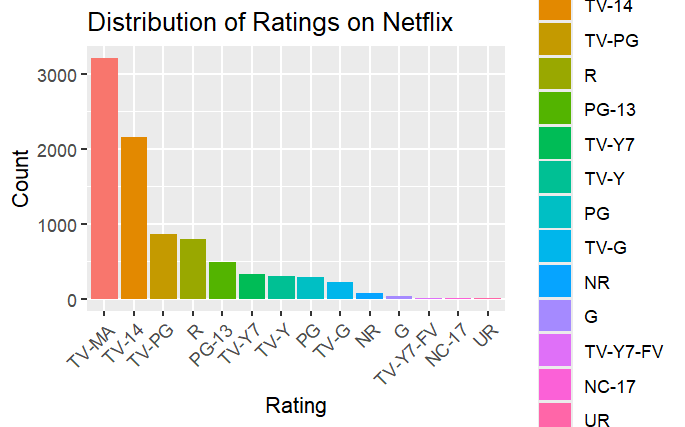 Distribution of Ratings on Netflix
Count
3000
2000
1000
0
TV-MA
TV-14
TV-PG
R
PG-13
TV-Y7
TV-Y
PG
TV-G
NR
G
TV-Y7-FV
NC-17
UR
Rating
TV-14
TV-PG
R
PG-13
TV-Y7
TV-Y
PG
TV-G
NR
G
TV-Y7-FV
NC-17
UR